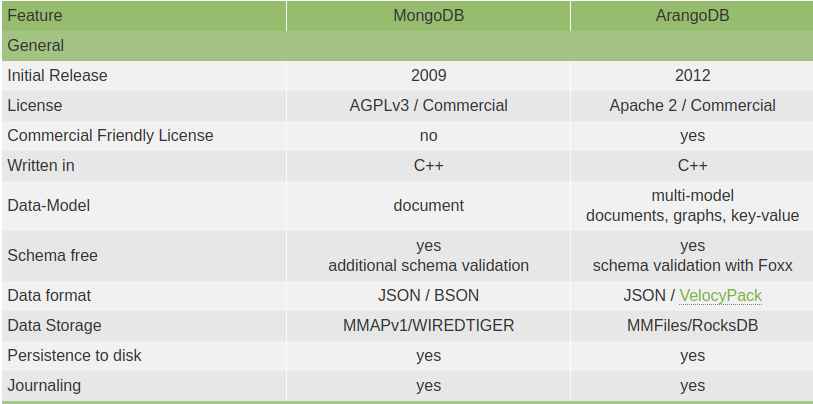 Feature MongoDB ArangoDB
General
Initial Release 2009 2012
License AGPLv3 / Commercial Apache 2 / Commercial
Commercial Friendly License no yes
Written in C++ C++
Data-Model document multi-model
documents, graphs, key-value
Schema free yes yes
additional schema validation schema validation with Foxx
Data format JSON / BSON JSON / VelocyPack
Data Storage MMAPv1/WIREDTIGER MMFiles/RocksDB
Persistence to disk yes yes
Journaling yes yes